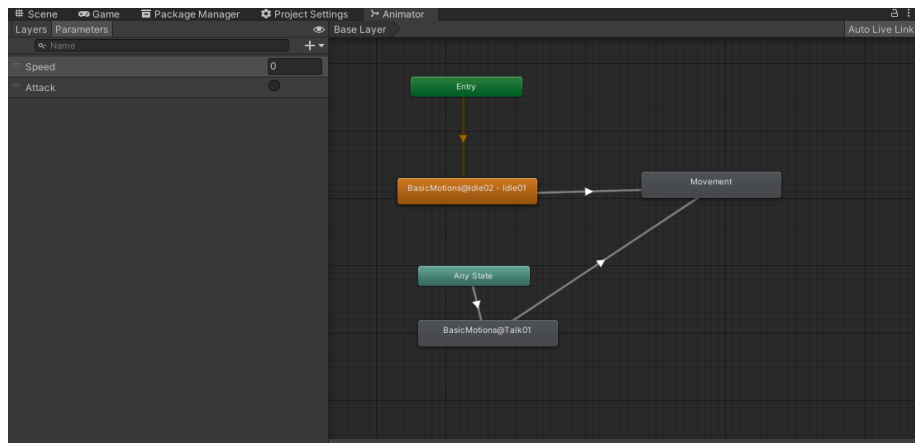 Scene Game Package Manager Project Settings Animator
Layers Parameters Base Layer Auto Live Link
Name
Speed 0
Attack
Entry
BasicMotions@Idle02 - Idle01
Movement
Any State
BasicMotions@Talk01